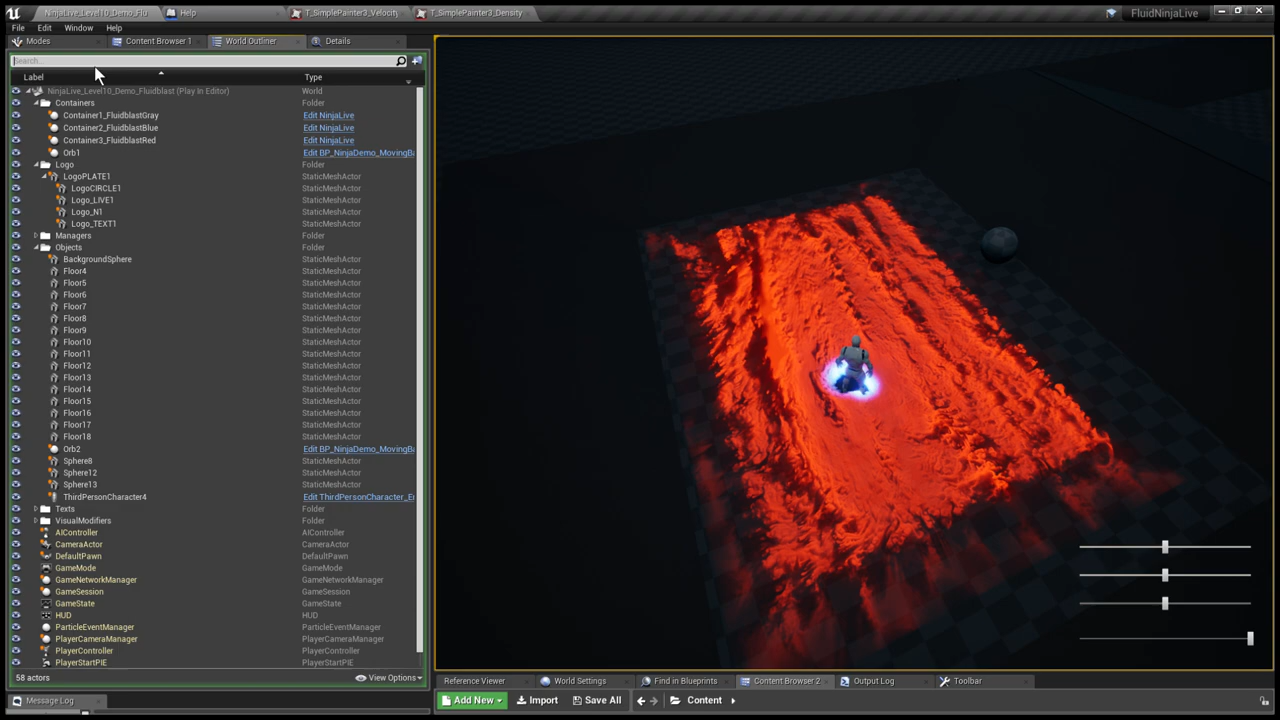 NinjaLive_Level10_Demo_Flu
Help
T_SimplePainter3_Velocity
T_SimplePainter3_Density
FluidNinjaLive
File Edit Window Help
Modes
Content Browser 1
World Outliner
Details
Search...
Label Type
NinjaLive_Level10_Demo_Fluidblast (Play In Editor) World
Containers Folder
Container1_FluidblastGray Edit NinjaLive
Container2_FluidblastBlue Edit NinjaLive
Container3_FluidblastRed Edit NinjaLive
Orb1 Edit BP_NinjaDemo_MovingBa
Logo Folder
LogoPLATE1 StaticMeshActor
LogoCIRCLE1 StaticMeshActor
Logo_LIVE1 StaticMeshActor
Logo_N1 StaticMeshActor
Logo_TEXT1 StaticMeshActor
Managers Folder
Objects Folder
BackgroundSphere StaticMeshActor
Floor4 StaticMeshActor
Floor5 StaticMeshActor
Floor6 StaticMeshActor
Floor7 StaticMeshActor
Floor8 StaticMeshActor
Floor9 StaticMeshActor
Floor10 StaticMeshActor
Floor11 StaticMeshActor
Floor12 StaticMeshActor
Floor13 StaticMeshActor
Floor14 StaticMeshActor
Floor15 StaticMeshActor
Floor16 StaticMeshActor
Floor17 StaticMeshActor
Floor18 StaticMeshActor
Orb2 Edit BP_NinjaDemo_MovingBa
Sphere8 StaticMeshActor
Sphere12 StaticMeshActor
Sphere13 StaticMeshActor
ThirdPersonCharacter4 Edit ThirdPersonCharacter_E
Texts Folder
VisualModifiers Folder
AIController AIController
CameraActor CameraActor
DefaultPawn DefaultPawn
GameMode GameMode
GameNetworkManager GameNetworkManager
GameSession GameSession
GameState GameState
HUD HUD
ParticleEventManager ParticleEventManager
PlayerCameraManager PlayerCameraManager
PlayerController PlayerController
PlayerStartPIE PlayerStartPIE
58 actors View Options
Message Log
Reference Viewer
World Settings
Find in Blueprints
Content Browser 2
Output Log
Toolbar
Add New Import Save All Content